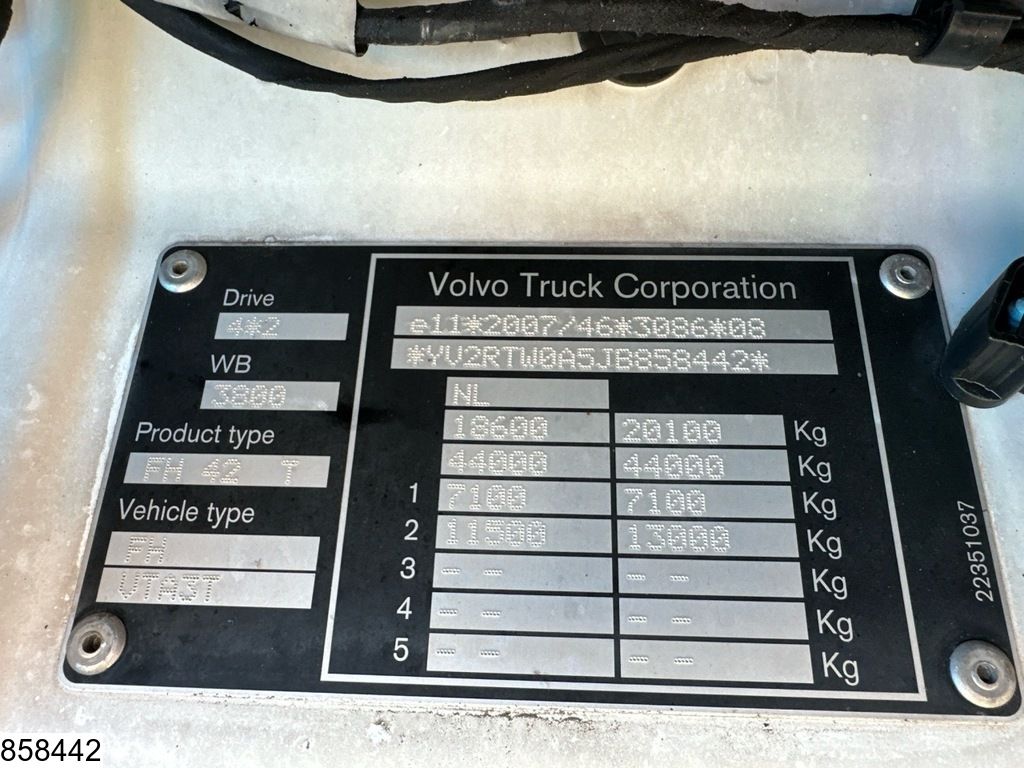 Volvo Truck Corporation
Drive
4*2
e11*2007/46*3086*08
*YV2RTW0A5JB858442*
WB
3800
NL
18600 20100 Kg
Product type
FH 42 T
44000 44000 Kg
1 7100 7100 Kg
Vehicle type
FH
VTA3T
2 11500 13000 Kg
3 -- -- -- -- Kg
4 -- -- -- -- Kg
5 -- -- -- -- Kg
22351037
858442